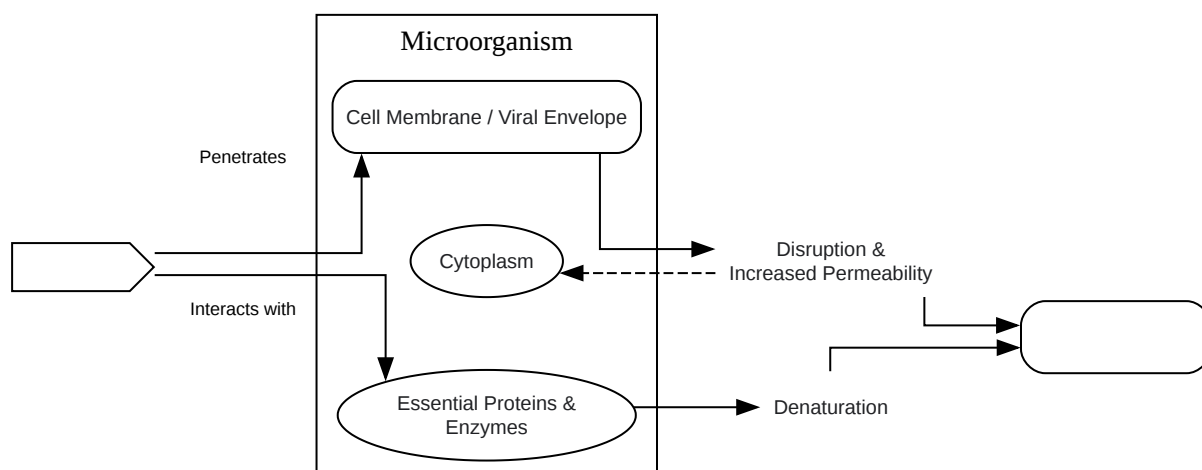 Microorganism
Cell Membrane / Viral Envelope
Penetrates
Cytoplasm
Disruption &
Increased Permeability
Interacts with
Essential Proteins &
Enzymes
Denaturation